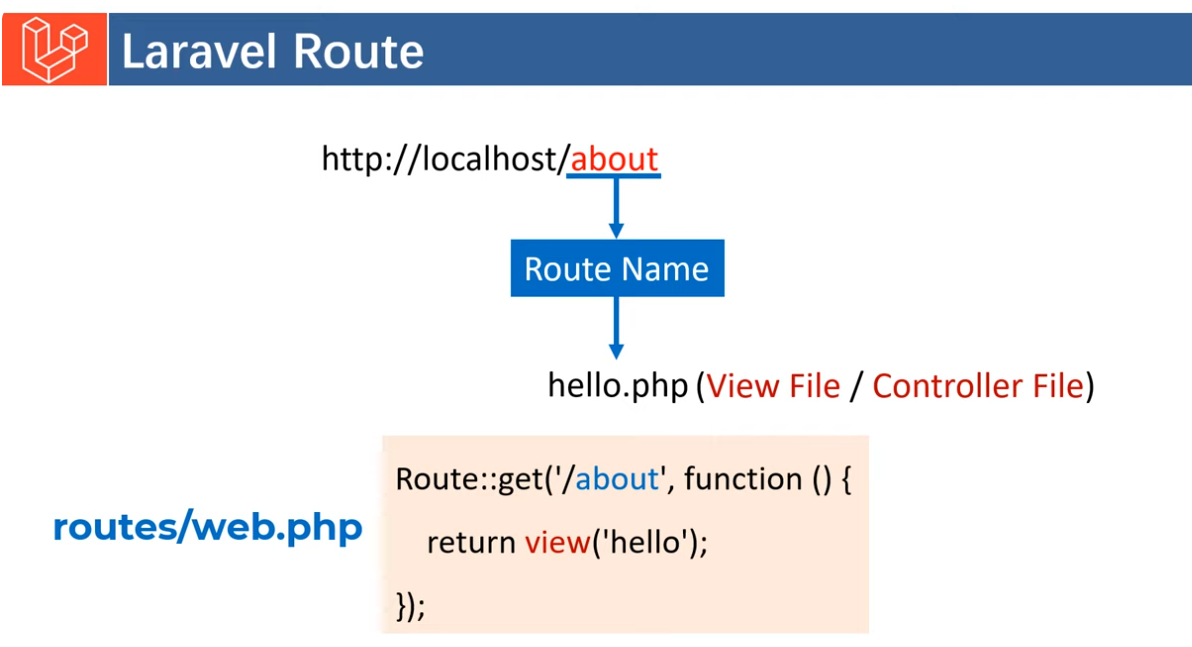 Laravel Route
http://localhost/about
Route Name
hello.php (View File / Controller File)
routes/web.php
Route::get('/about', function () {
return view('hello');
});